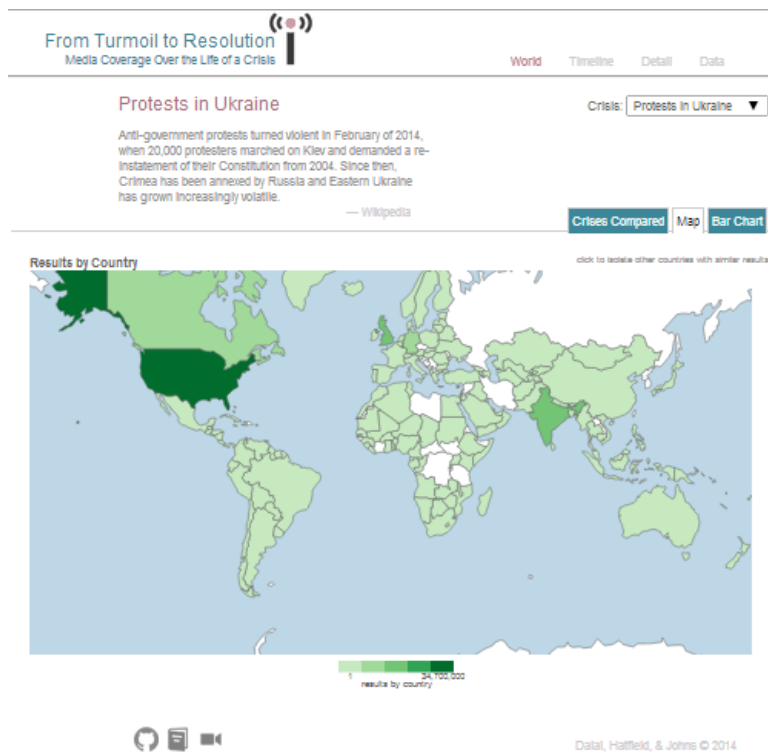 From Turmoil to Resolution
Media Coverage Over the Life of a Crisis
World Timeline Detail Data
Protests in Ukraine
Crisis: Protests in Ukraine
Anti-government protests turned violent in February of 2014,
when 20,000 protesters marched on Kiev and demanded a re-
instatement of their Constitution from 2004. Since then,
Crimea has been annexed by Russia and Eastern Ukraine
has grown increasingly volatile.
— Wikipedia
Crises Compared Map Bar Chart
Results by Country
click to isolate other countries with similar results
1 34,700,000
results by country
Datal, Hatfield, & Johns © 2014